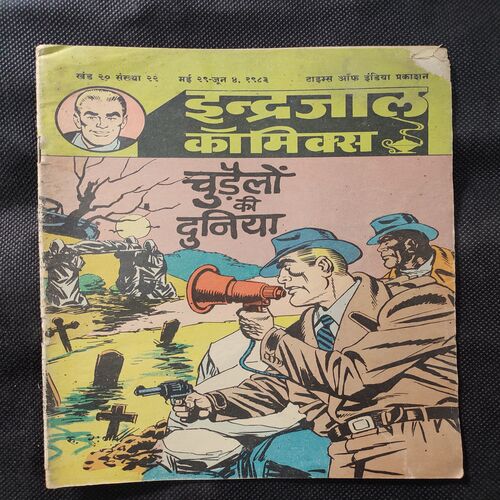 खंड २० संख्या २२ मई २९-जून ४, १९८३ टाइम्स ऑफ इंडिया प्रकाशन
इन्द्रजाल
कॉमिक्स
चुड़ैलों
की
दुनिया